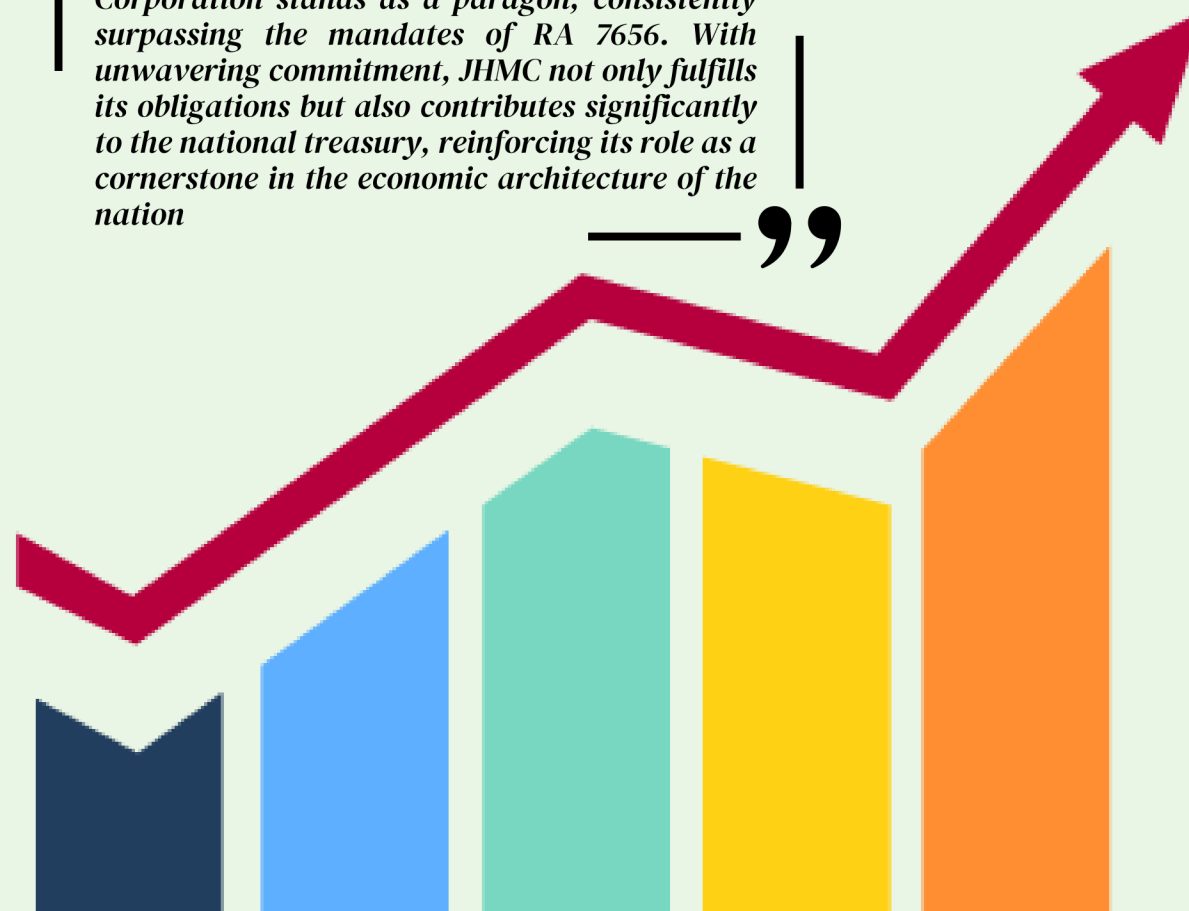 Corporation stands as a paragon, consistently
surpassing the mandates of RA 7656. With
unwavering commitment, JHMC not only fulfills
its obligations but also contributes significantly
to the national treasury, reinforcing its role as a
cornerstone in the economic architecture of the
nation
”